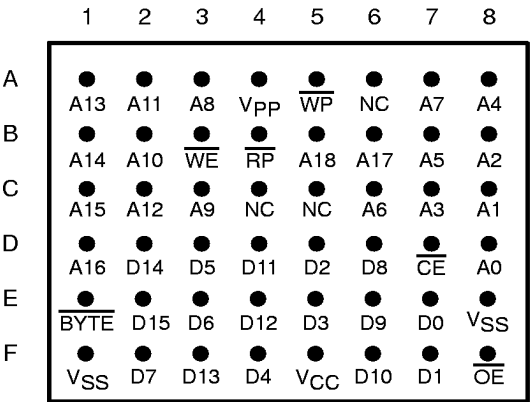 1 2 3 4 5 6 7 8
A
A13 A11 A8 VPP WP NC A7 A4
B
A14 A10 WE RP A18 A17 A5 A2
C
A15 A12 A9 NC NC A6 A3 A1
D
A16 D14 D5 D11 D2 D8 CE A0
E
BYTE D15 D6 D12 D3 D9 D0 VSS
F
VSS D7 D13 D4 VCC D10 D1 OE